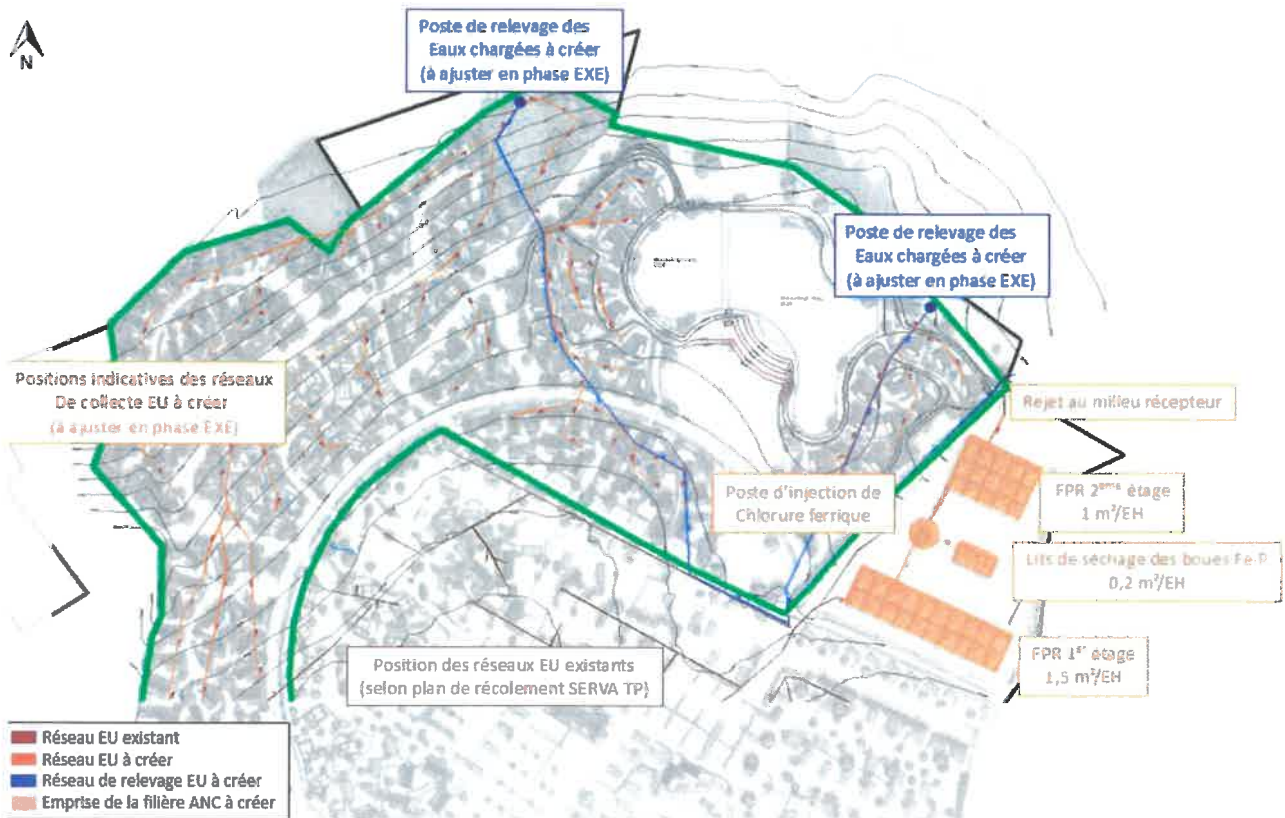 N
Poste de relevage des
Eaux chargées à créer
(à ajuster en phase EXE)
Poste de relevage des
Eaux chargées à créer
(à ajuster en phase EXE)
Positions indicatives des réseaux
De collecte EU à créer
(à ajuster en phase EXE)
Rejet au milieu récepteur
Poste d'injection de
Chlorure ferrique
FPR 2ème étage
1 m²/EH
Lits de séchage des boues Fe-P
0,2 m²/EH
FPR 1er étage
1,5 m²/EH
Position des réseaux EU existants
(selon plan de récolement SERVA TP)
Réseau EU existant
Réseau EU à créer
Réseau de relevage EU à créer
Emprise de la filière ANC à créer